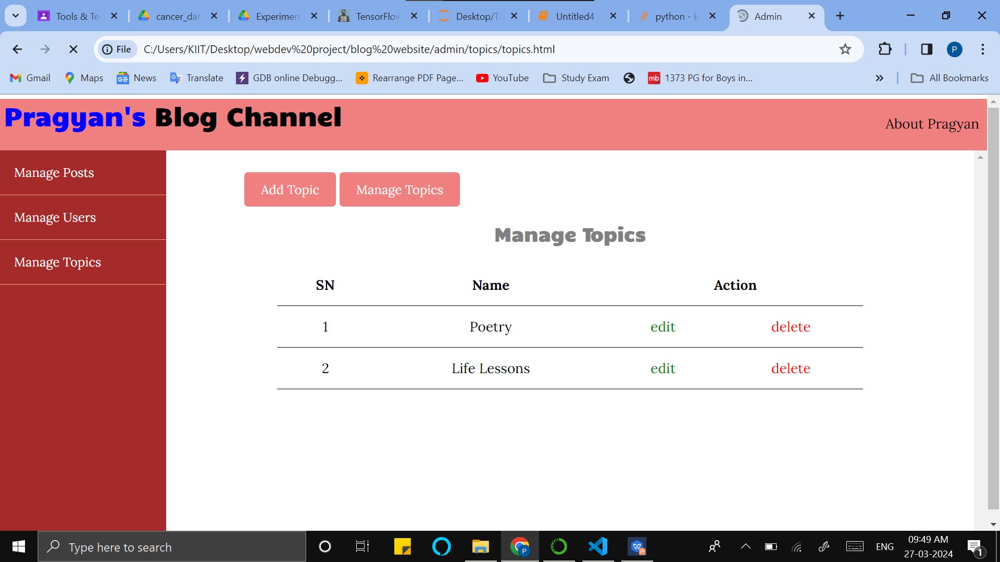 Tools & Te
cancer_dat
Experimen
TensorFlow
Desktop/T
Untitled4 -
python - E
Admin
File
C:/Users/KIIT/Desktop/webdev%20project/blog%20website/admin/topics/topics.html
P
Gmail
Maps
News
Translate
GDB online Debugg...
Rearrange PDF Page...
YouTube
Study Exam
mb
1373 PG for Boys in...
»
All Bookmarks
Pragyan's Blog Channel
About Pragyan
Manage Posts
Manage Users
Manage Topics
Add Topic
Manage Topics
Manage Topics
SN Name Action
1 Poetry edit delete
2 Life Lessons edit delete
Type here to search
P
ENG
09:49 AM
27-03-2024
1